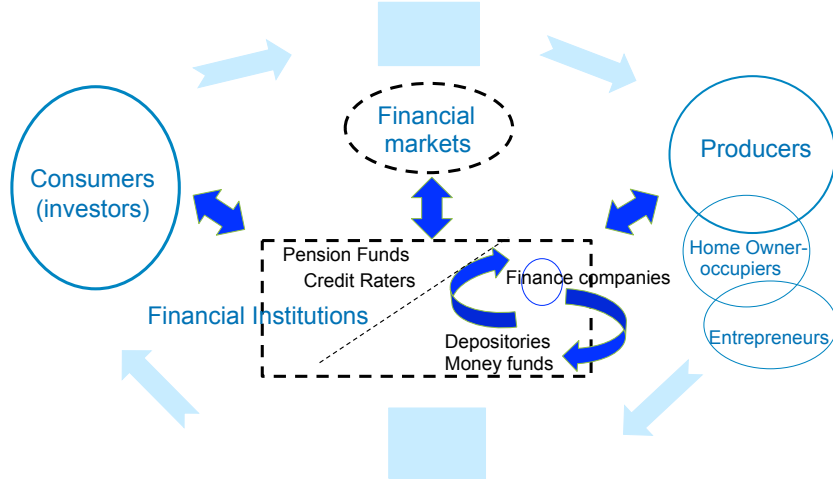 Financial
markets
Consumers
(investors)
Producers
Home Owner-
occupiers
Entrepreneurs
Pension Funds
Credit Raters
Finance companies
Financial Institutions
Depositories
Money funds